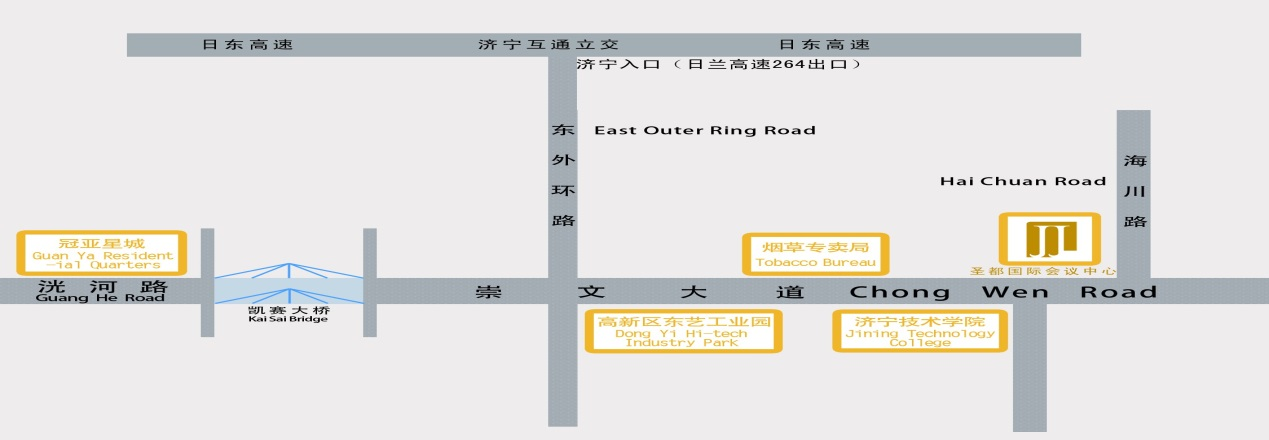 日东高速
济宁互通立交
日东高速
济宁入口（日兰高速264出口）
东外环路
East Outer Ring Road
海川路
Hai Chuan Road
冠亚星城
Guan Ya Resident
-ial Quarters
烟草专卖局
Tobacco Bureau
圣都国际会议中心
洸河路
Guang He Road
凯赛大桥
Kai Sai Bridge
崇文大道 Chong Wen Road
高新区东艺工业园
Dong Yi Hi-tech
Industry Park
济宁技术学院
Jining Technology
College